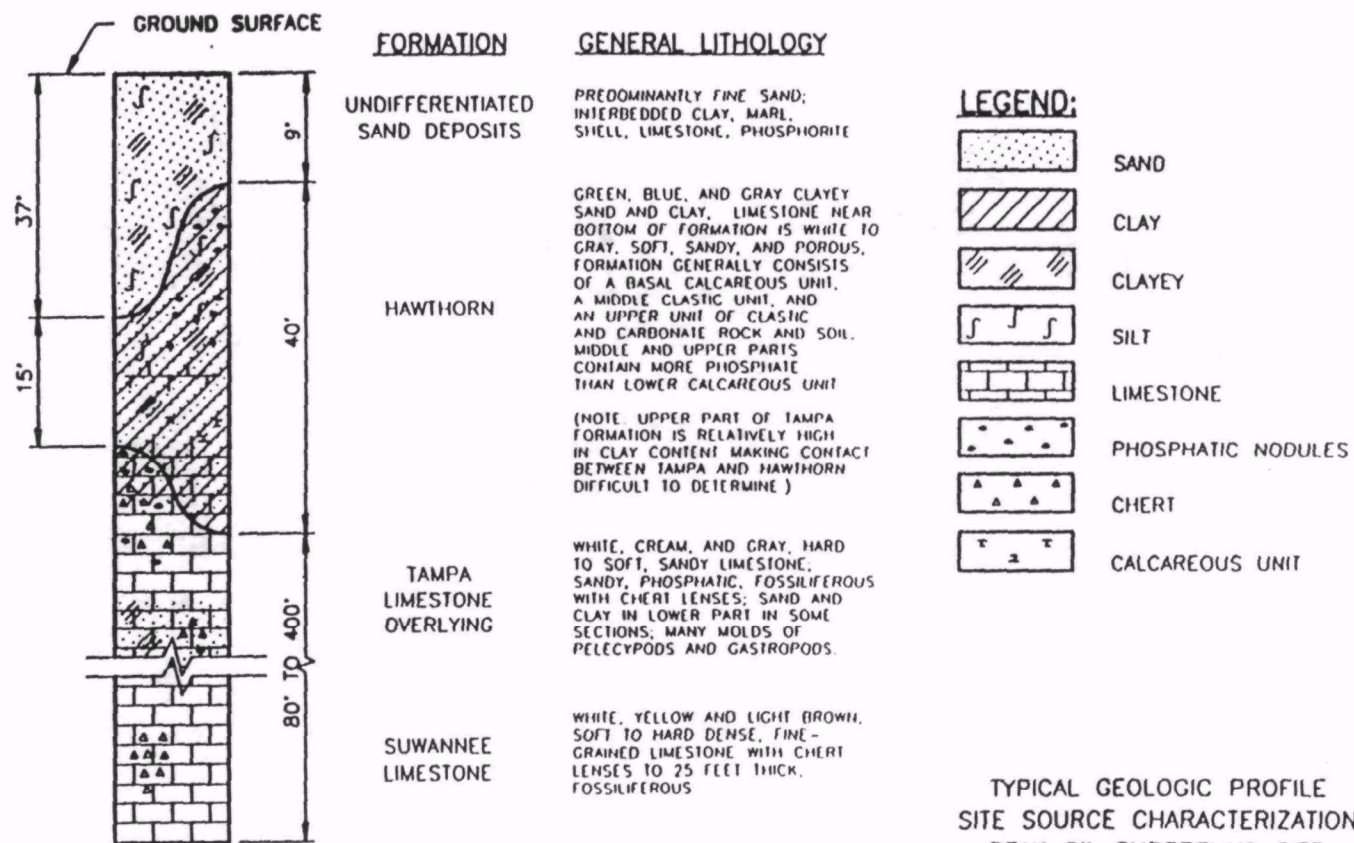 GROUND SURFACE
FORMATION
GENERAL LITHOLOGY
UNDIFFERENTIATED
SAND DEPOSITS
PREDOMINANTLY FINE SAND;
INTERBEDDED CLAY, MARL,
SHELL, LIMESTONE, PHOSPHORITE
9'
37'
15'
40'
80' TO 400'
HAWTHORN
GREEN, BLUE, AND GRAY CLAYEY
SAND AND CLAY, LIMESTONE NEAR
BOTTOM OF FORMATION IS WHITE TO
GRAY, SOFT, SANDY, AND POROUS,
FORMATION GENERALLY CONSISTS
OF A BASAL CALCAREOUS UNIT,
A MIDDLE CLASTIC UNIT, AND
AN UPPER UNIT OF CLASTIC
AND CARBONATE ROCK AND SOIL.
MIDDLE AND UPPER PARTS
CONTAIN MORE PHOSPHATE
THAN LOWER CALCAREOUS UNIT
(NOTE: UPPER PART OF TAMPA
FORMATION IS RELATIVELY HIGH
IN CLAY CONTENT MAKING CONTACT
BETWEEN TAMPA AND HAWTHORN
DIFFICULT TO DETERMINE )
TAMPA
LIMESTONE
OVERLYING
WHITE, CREAM, AND GRAY, HARD
TO SOFT, SANDY LIMESTONE;
SANDY, PHOSPHATIC, FOSSILIFEROUS
WITH CHERT LENSES; SAND AND
CLAY IN LOWER PART IN SOME
SECTIONS; MANY MOLDS OF
PELECYPODS AND GASTROPODS.
SUWANNEE
LIMESTONE
WHITE, YELLOW AND LIGHT BROWN,
SOFT TO HARD DENSE, FINE-
GRAINED LIMESTONE WITH CHERT
LENSES TO 25 FEET THICK,
FOSSILIFEROUS
LEGEND:
SAND
CLAY
CLAYEY
SILT
LIMESTONE
PHOSPHATIC NODULES
CHERT
CALCAREOUS UNIT
TYPICAL GEOLOGIC PROFILE
SITE SOURCE CHARACTERIZATION